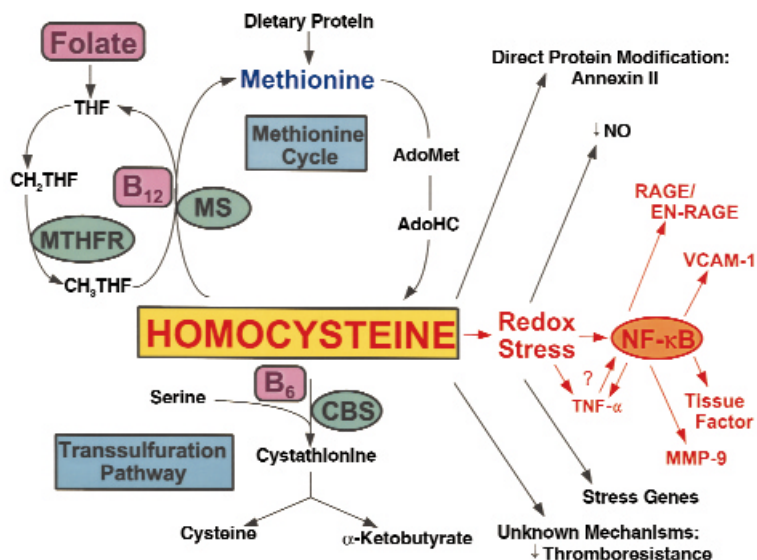 Dietary Protein
Folate
Methionine
Direct Protein Modification:
Annexin II
THF
Methionine
Cycle
AdoMet
↓NO
CH₂THF
B₁₂
MS
RAGE/
EN-RAGE
MTHFR
AdoHC
VCAM-1
CH₃THF
HOMOCYSTEINE
Redox
Stress
NF-κB
?
TNF-α
B₆
Serine
CBS
Tissue
Factor
Transsulfuration
Pathway
Cystathionine
MMP-9
Stress Genes
Cysteine
α-Ketobutyrate
Unknown Mechanisms:
↓Thromboresistance